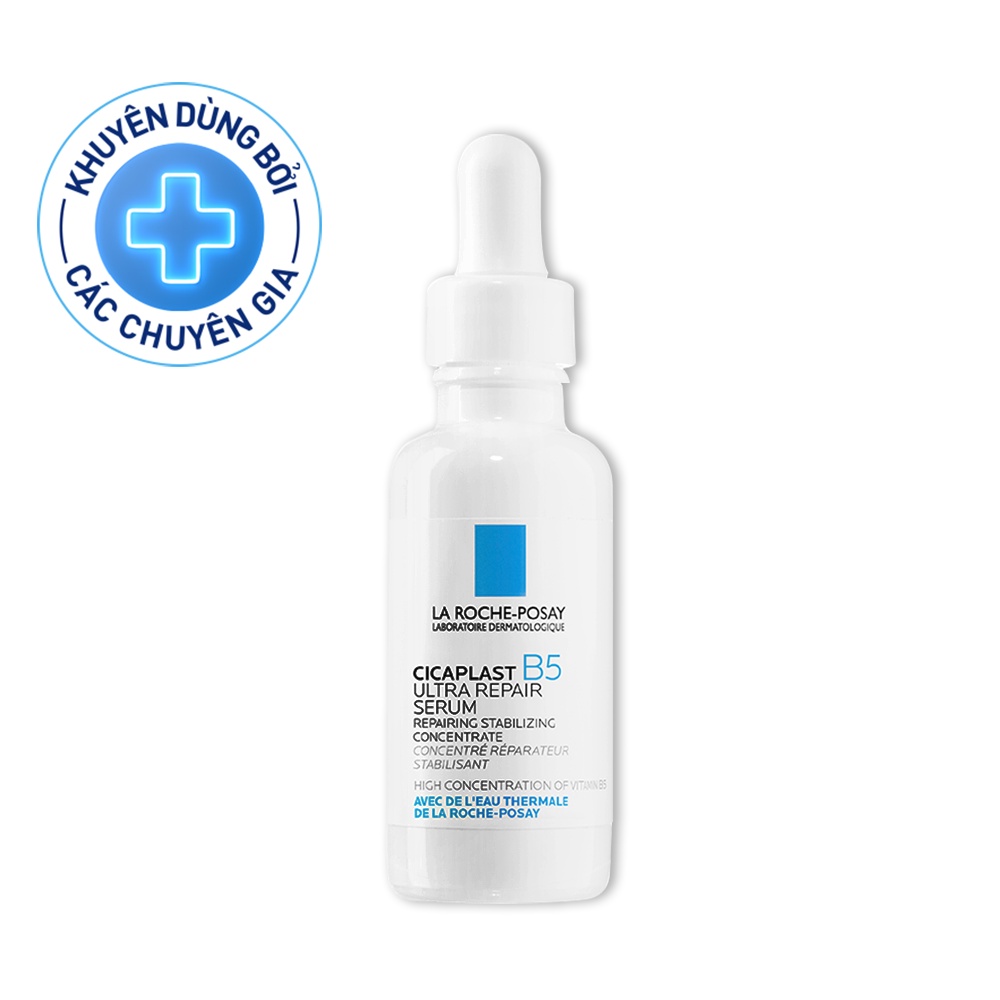 KHUYÊN DÙNG BỞI
CÁC CHUYÊN GIA
LA ROCHE-POSAY
LABORATOIRE DERMATOLOGIQUE
CICAPLAST B5
ULTRA REPAIR
SERUM
REPAIRING STABILIZING
CONCENTRATE
CONCENTRÉ RÉPARATEUR
STABILISANT
HIGH CONCENTRATION OF VITAMIN B5
AVEC DE L'EAU THERMALE
DE LA ROCHE-POSAY